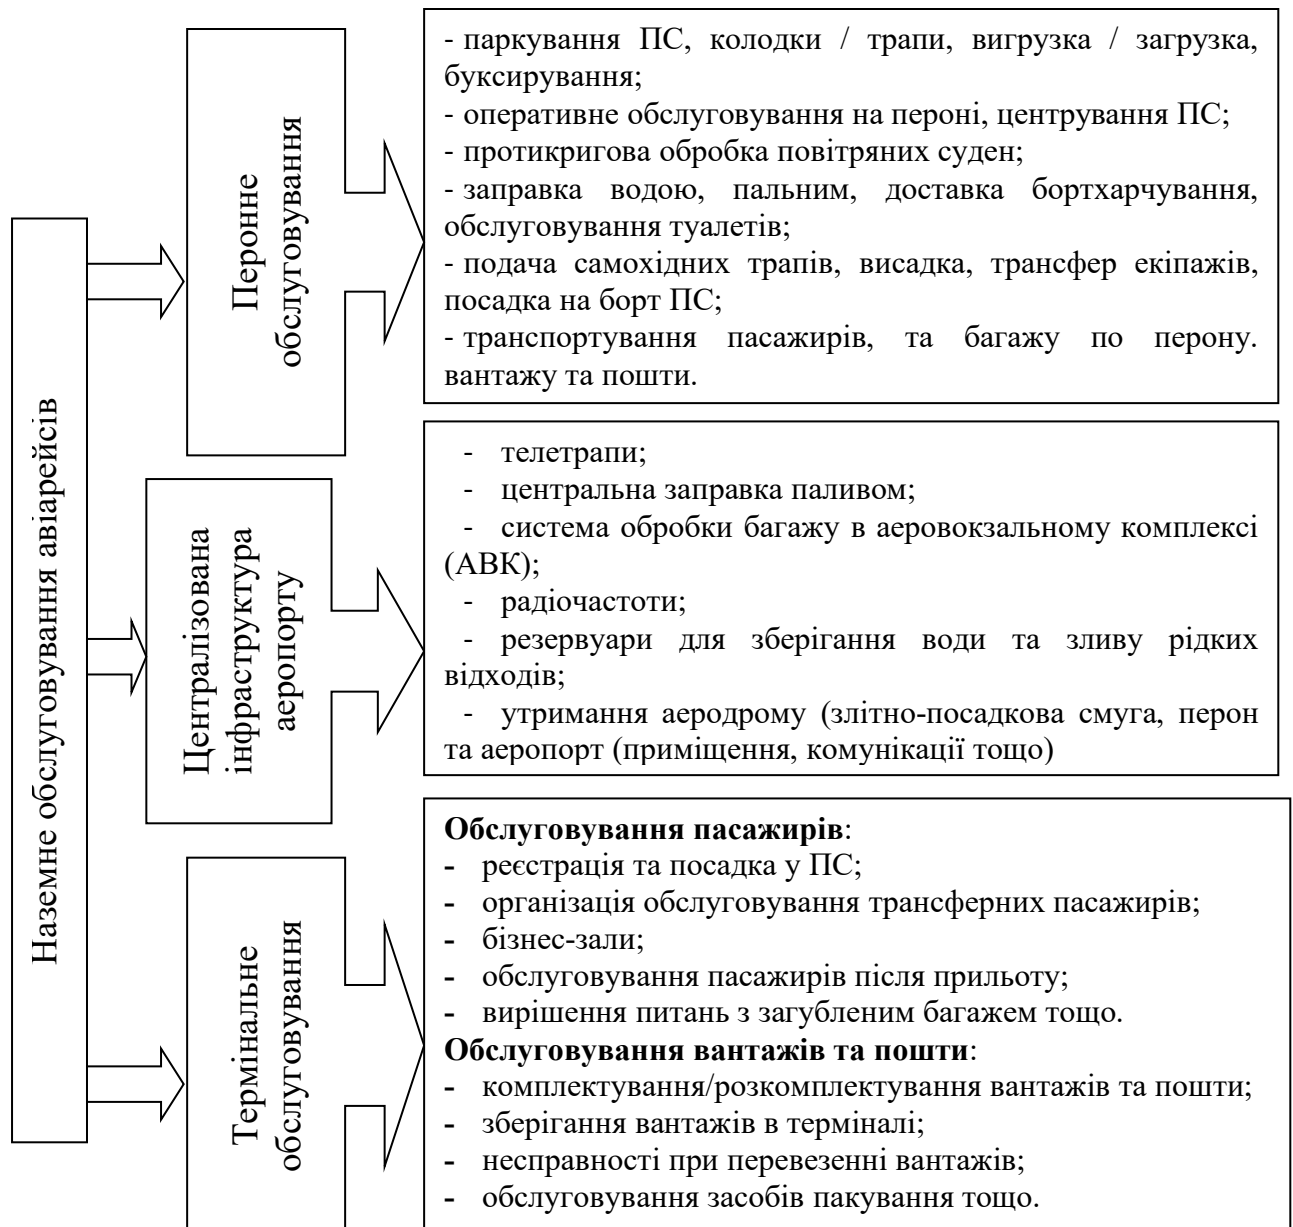 Наземне обслуговування авіарейсів
Перонне
обслуговування
- паркування ПС, колодки / трапи, вигрузка / загрузка,
буксирування;
- оперативне обслуговування на пероні, центрування ПС;
- протикригова обробка повітряних суден;
- заправка водою, пальним, доставка бортхарчування,
обслуговування туалетів;
- подача самохідних трапів, висадка, трансфер екіпажів,
посадка на борт ПС;
- транспортування пасажирів, та багажу по перону.
вантажу та пошти.
Централізована
інфраструктура
аеропорту
- телетрапи;
- центральна заправка паливом;
- система обробки багажу в аеровокзальному комплексі
(АВК);
- радіочастоти;
- резервуари для зберігання води та зливу рідких
відходів;
- утримання аеродрому (злітно-посадкова смуга, перон
та аеропорт (приміщення, комунікації тощо)
Термінальне
обслуговування
Обслуговування пасажирів:
- реєстрація та посадка у ПС;
- організація обслуговування трансферних пасажирів;
- бізнес-зали;
- обслуговування пасажирів після прильоту;
- вирішення питань з загубленим багажем тощо.
Обслуговування вантажів та пошти:
- комплектування/розкомплектування вантажів та пошти;
- зберігання вантажів в терміналі;
- несправності при перевезенні вантажів;
- обслуговування засобів пакування тощо.